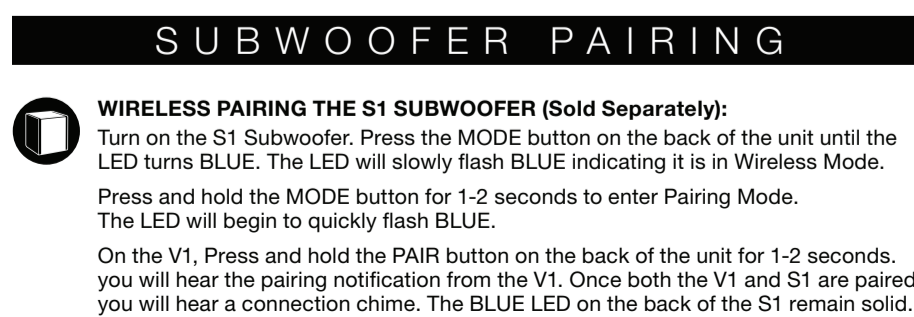 SUBWOOFER PAIRING
WIRELESS PAIRING THE S1 SUBWOOFER (Sold Separately):
Turn on the S1 Subwoofer. Press the MODE button on the back of the unit until the
LED turns BLUE. The LED will slowly flash BLUE indicating it is in Wireless Mode.
Press and hold the MODE button for 1-2 seconds to enter Pairing Mode.
The LED will begin to quickly flash BLUE.
On the V1, Press and hold the PAIR button on the back of the unit for 1-2 seconds.
you will hear the pairing notification from the V1. Once both the V1 and S1 are paired
you will hear a connection chime. The BLUE LED on the back of the S1 remain solid.